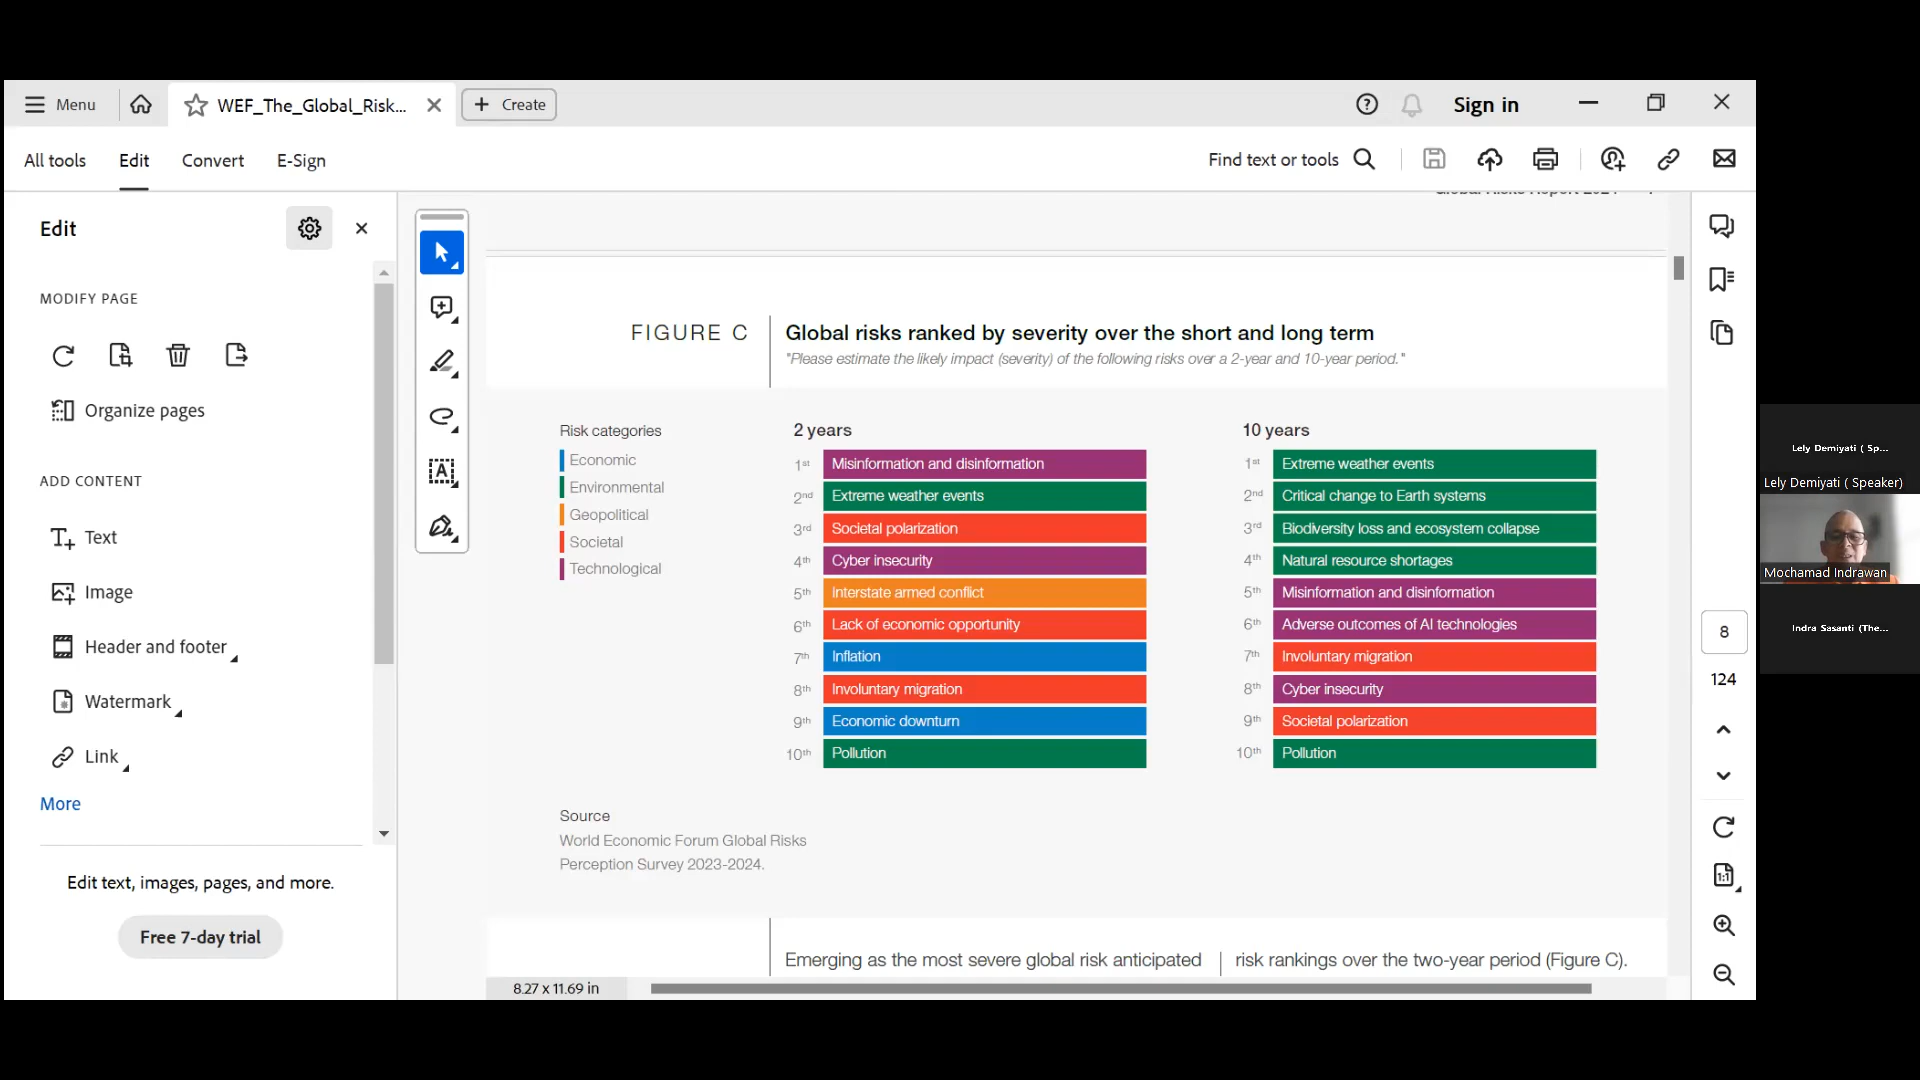 Menu
WEF_The_Global_Risk...
Create
Sign in
All tools
Edit
Convert
E-Sign
Find text or tools
Edit
MODIFY PAGE
Organize pages
ADD CONTENT
Text
Image
Header and footer
Watermark
Link
More
Edit text, images, pages, and more.
Free 7-day trial
FIGURE C
Global risks ranked by severity over the short and long term
"Please estimate the likely impact (severity) of the following risks over a 2-year and 10-year period."
Risk categories
Economic
Environmental
Geopolitical
Societal
Technological
2 years
1st Misinformation and disinformation
2nd Extreme weather events
3rd Societal polarization
4th Cyber insecurity
5th Interstate armed conflict
6th Lack of economic opportunity
7th Inflation
8th Involuntary migration
9th Economic downturn
10th Pollution
10 years
1st Extreme weather events
2nd Critical change to Earth systems
3rd Biodiversity loss and ecosystem collapse
4th Natural resource shortages
5th Misinformation and disinformation
6th Adverse outcomes of AI technologies
7th Involuntary migration
8th Cyber insecurity
9th Societal polarization
10th Pollution
Source
World Economic Forum Global Risks
Perception Survey 2023-2024.
Emerging as the most severe global risk anticipated
risk rankings over the two-year period (Figure C).
8.27 x 11.69 in
8
124
1:1
Lely Demiyati ( Sp...
Lely Demiyati ( Speaker)
Mochamad Indrawan
Indra Sasanti (The...